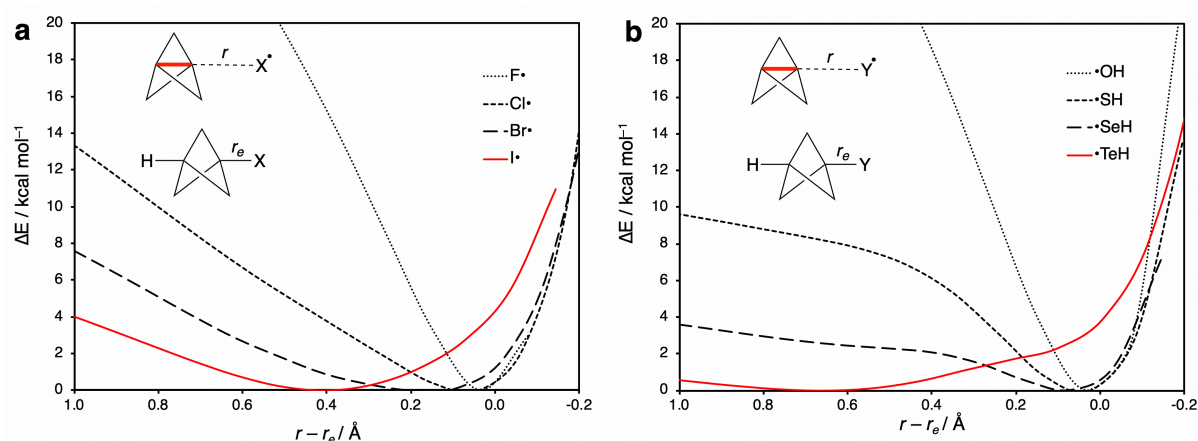 a
ΔE / kcal mol⁻¹
20
18
16
14
12
10
8
6
4
2
0
r
X•
H
rₑ
X
F•
Cl•
Br•
I•
1.0 0.8 0.6 0.4 0.2 0.0 -0.2
r – rₑ / Å
b
ΔE / kcal mol⁻¹
20
18
16
14
12
10
8
6
4
2
0
r
Y•
H
rₑ
Y
•OH
•SH
•SeH
•TeH
1.0 0.8 0.6 0.4 0.2 0.0 -0.2
r – rₑ / Å